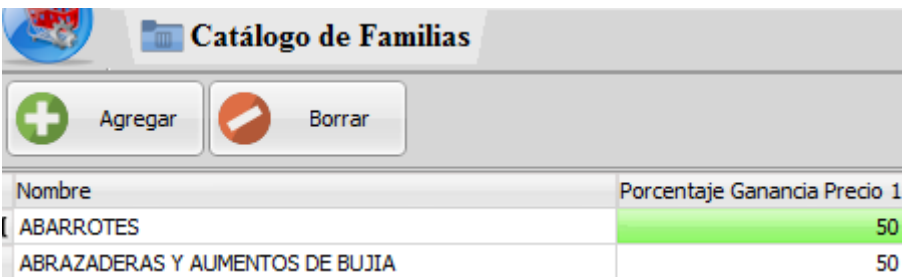 Catálogo de Familias
Agregar Borrar
Nombre Porcentaje Ganancia Precio 1
ABARROTES 50
ABRAZADERAS Y AUMENTOS DE BUJIA 50